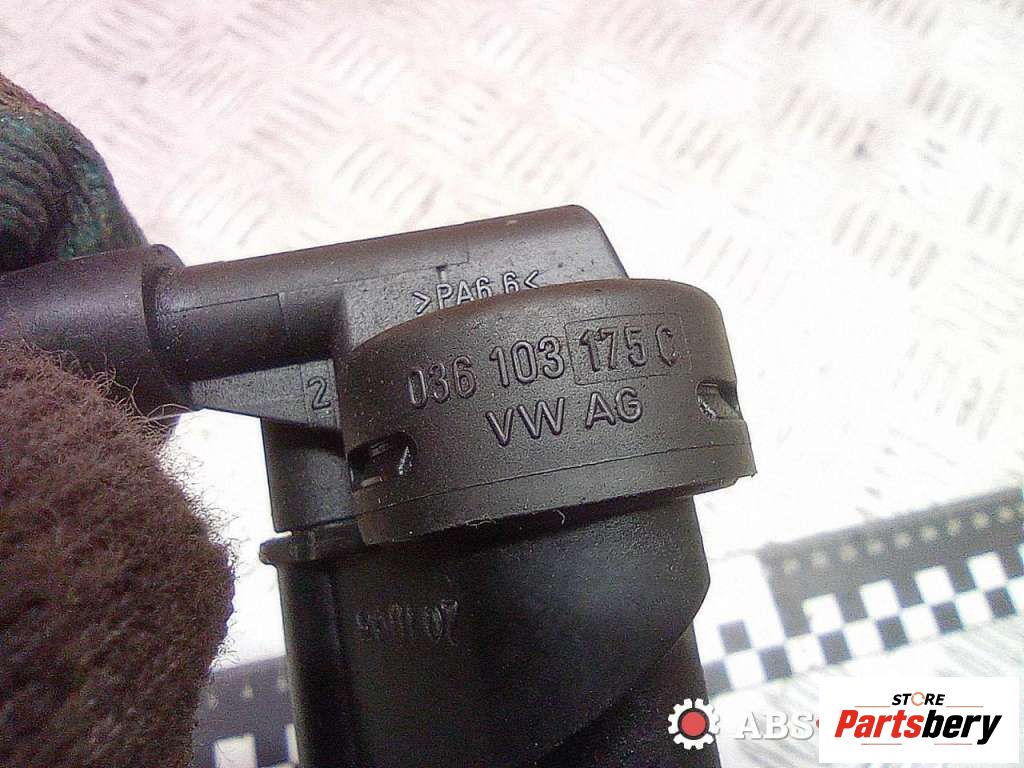 >PA6.6<
036 103 175 C
VW AG
2
ABS
STORE
Partsbery